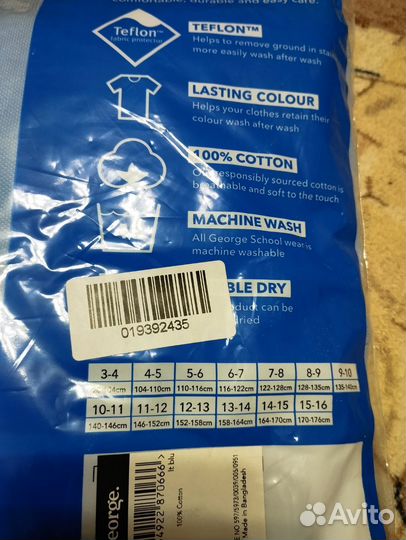 comfortable, durable and easy care.
Teflon™
fabric protector
TEFLON™
Helps to remove ground in stains
more easily wash after wash
LASTING COLOUR
Helps your clothes retain their
colour wash after wash
100% COTTON
responsibly sourced cotton is
breathable and soft to the touch
MACHINE WASH
All George School wear is
machine washable
DRY
can be
019392435
3-4 4-5 5-6 6-7 7-8 8-9 9-10
104-110cm 110-116cm 116-122cm 122-128cm 128-135cm 135-140cm
10-11 11-12 12-13 13-14 14-15 15-16
140-146cm 146-152cm 152-158cm 158-164cm 164-170cm 170-176cm
eorge.
lt blu
100% Cotton
Made in Bangladesh
Avito